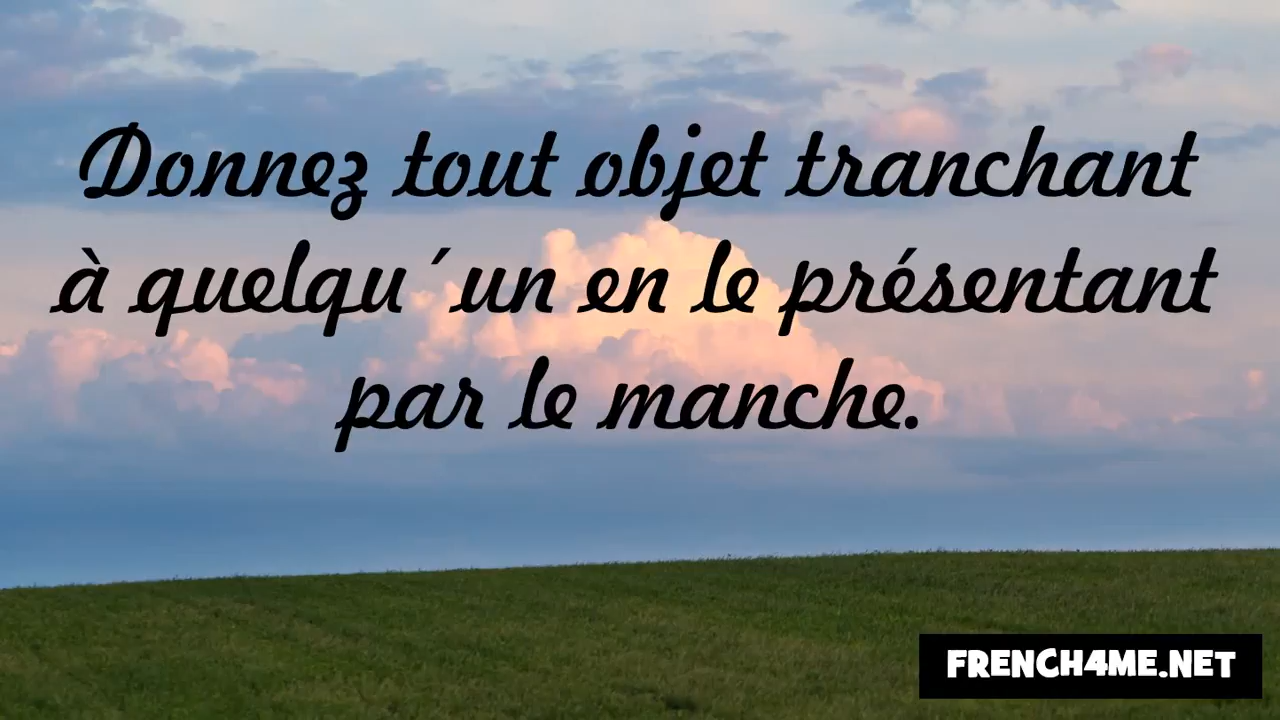 Donnez tout objet tranchant
à quelqu´un en le présentant
par le manche.
FRENCH4ME.NET